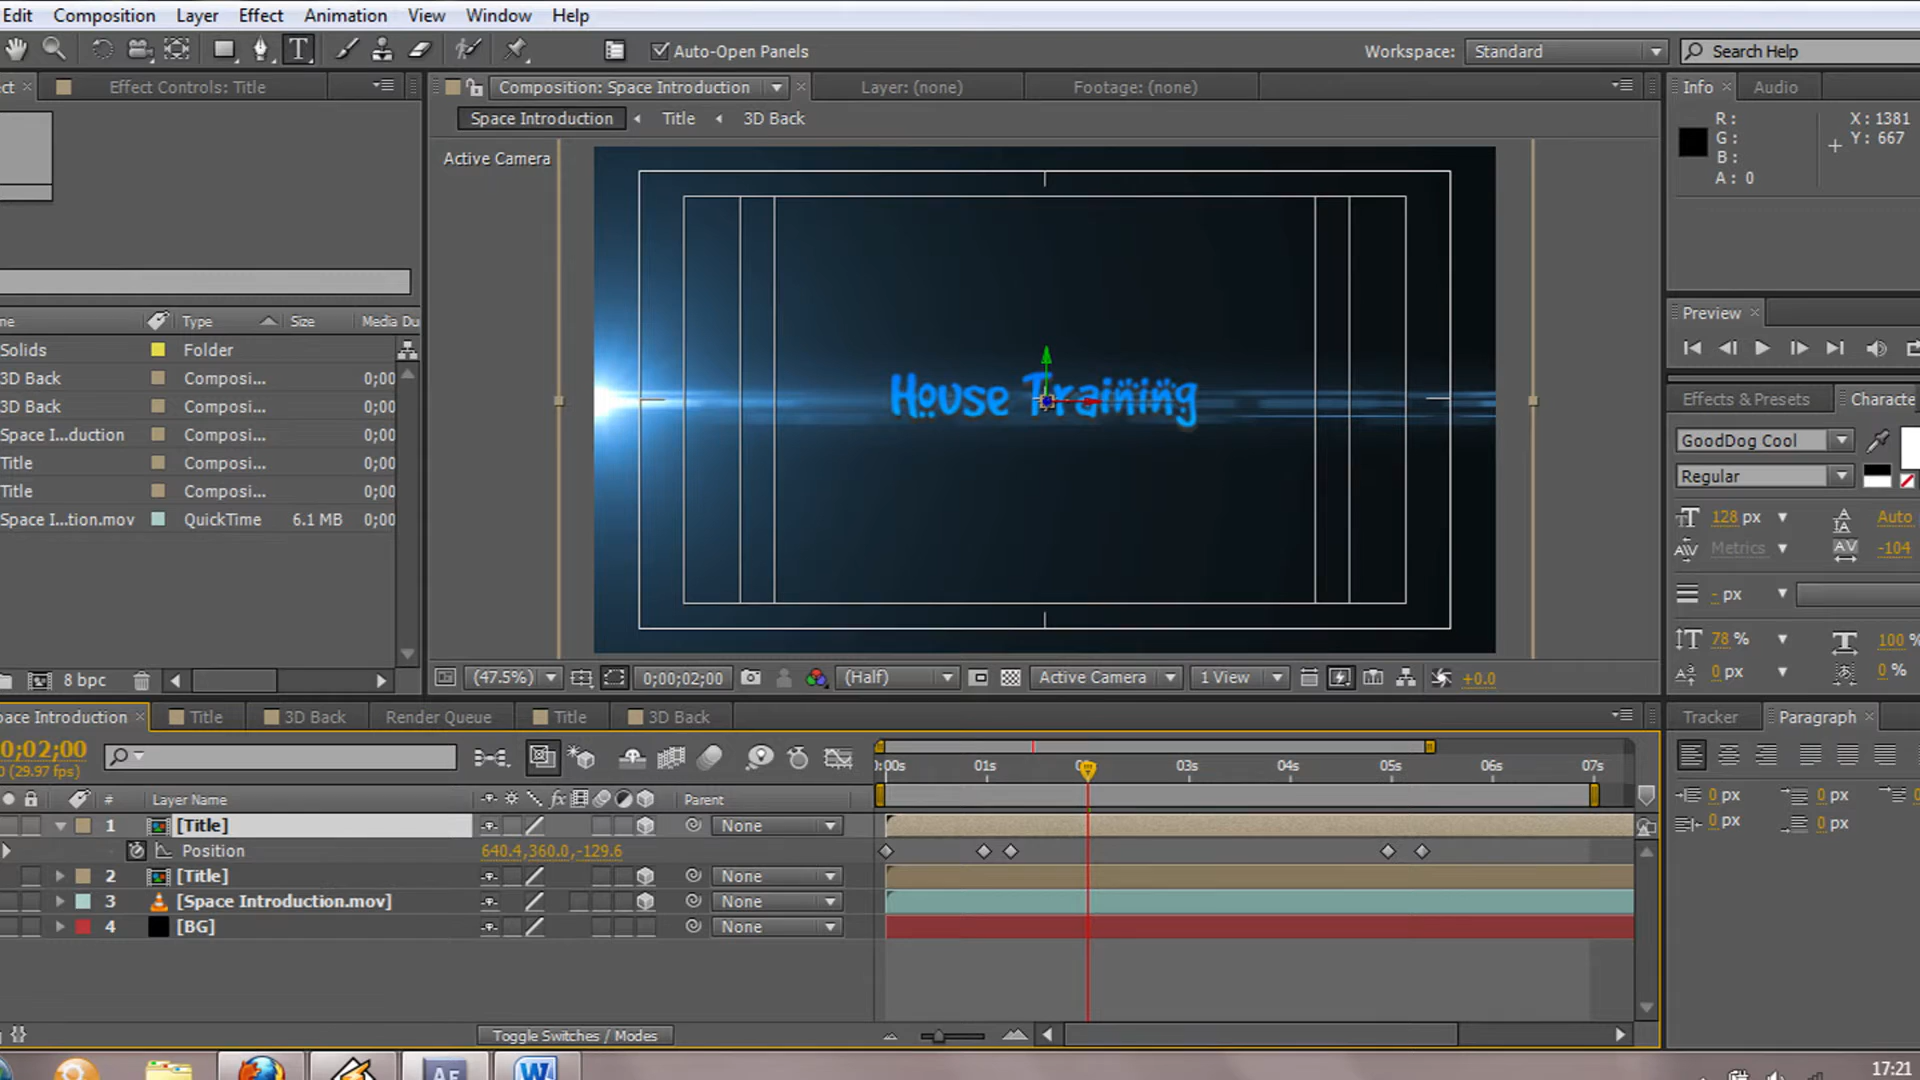 Edit Composition Layer Effect Animation View Window Help
T Auto-Open Panels Workspace: Standard Search Help
Effect Controls: Title Composition: Space Introduction Layer: (none) Footage: (none) Info Audio
Space Introduction Title 3D Back
Active Camera
R: X: 1381
G: Y: 667
B:
A: 0
House Training
Type Size Media Du
Solids Folder
3D Back Composi... 0;00
3D Back Composi... 0;00
Space I...duction Composi... 0;00
Title Composi... 0;00
Title Composi... 0;00
Space I...tion.mov QuickTime 6.1 MB 0;00
8 bpc
(47.5%) 0;00;02;00 (Half) Active Camera 1 View +0.0
Preview
Effects & Presets Characte
GoodDog Cool
Regular
128 px Auto
Metrics -104
- px
78 % 100 %
0 px 0 %
pace Introduction Title 3D Back Render Queue Title 3D Back
0;02;00
(29.97 fps)
:00s 01s 03s 04s 05s 06s 07s
# Layer Name fx Parent
1 [Title] None
Position 640.4,360.0,-129.6
2 [Title] None
3 [Space Introduction.mov] None
4 [BG] None
Toggle Switches / Modes
Tracker Paragraph
0 px 0 px 0
0 px 0 px
AE W 17:21